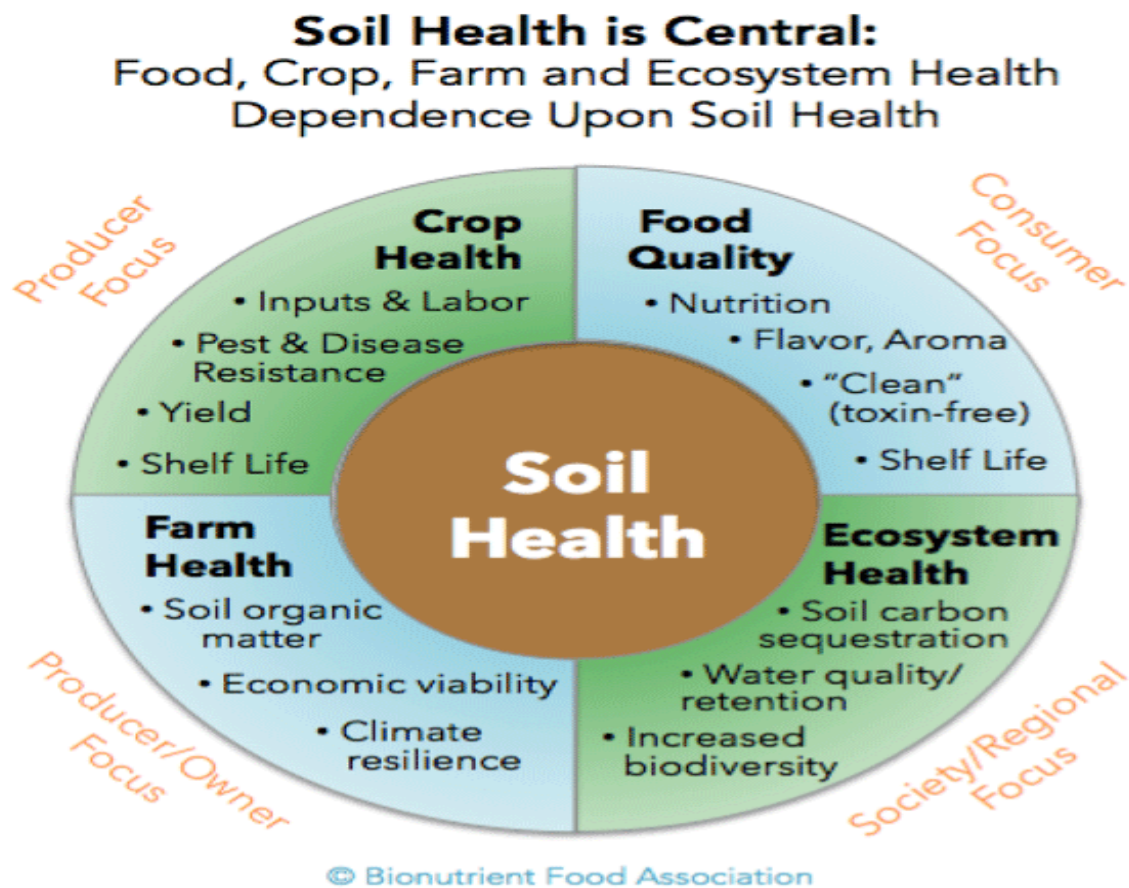 Soil Health is Central:
Food, Crop, Farm and Ecosystem Health
Dependence Upon Soil Health
Producer
Focus
Crop
Health
• Inputs & Labor
• Pest & Disease
Resistance
• Yield
• Shelf Life
Consumer
Focus
Food
Quality
• Nutrition
• Flavor, Aroma
• “Clean”
(toxin-free)
• Shelf Life
Soil
Health
Farm
Health
• Soil organic
matter
• Economic viability
• Climate
resilience
Producer/Owner
Focus
Ecosystem
Health
• Soil carbon
sequestration
• Water quality/
retention
• Increased
biodiversity
Society/Regional
Focus
© Bionutrient Food Association